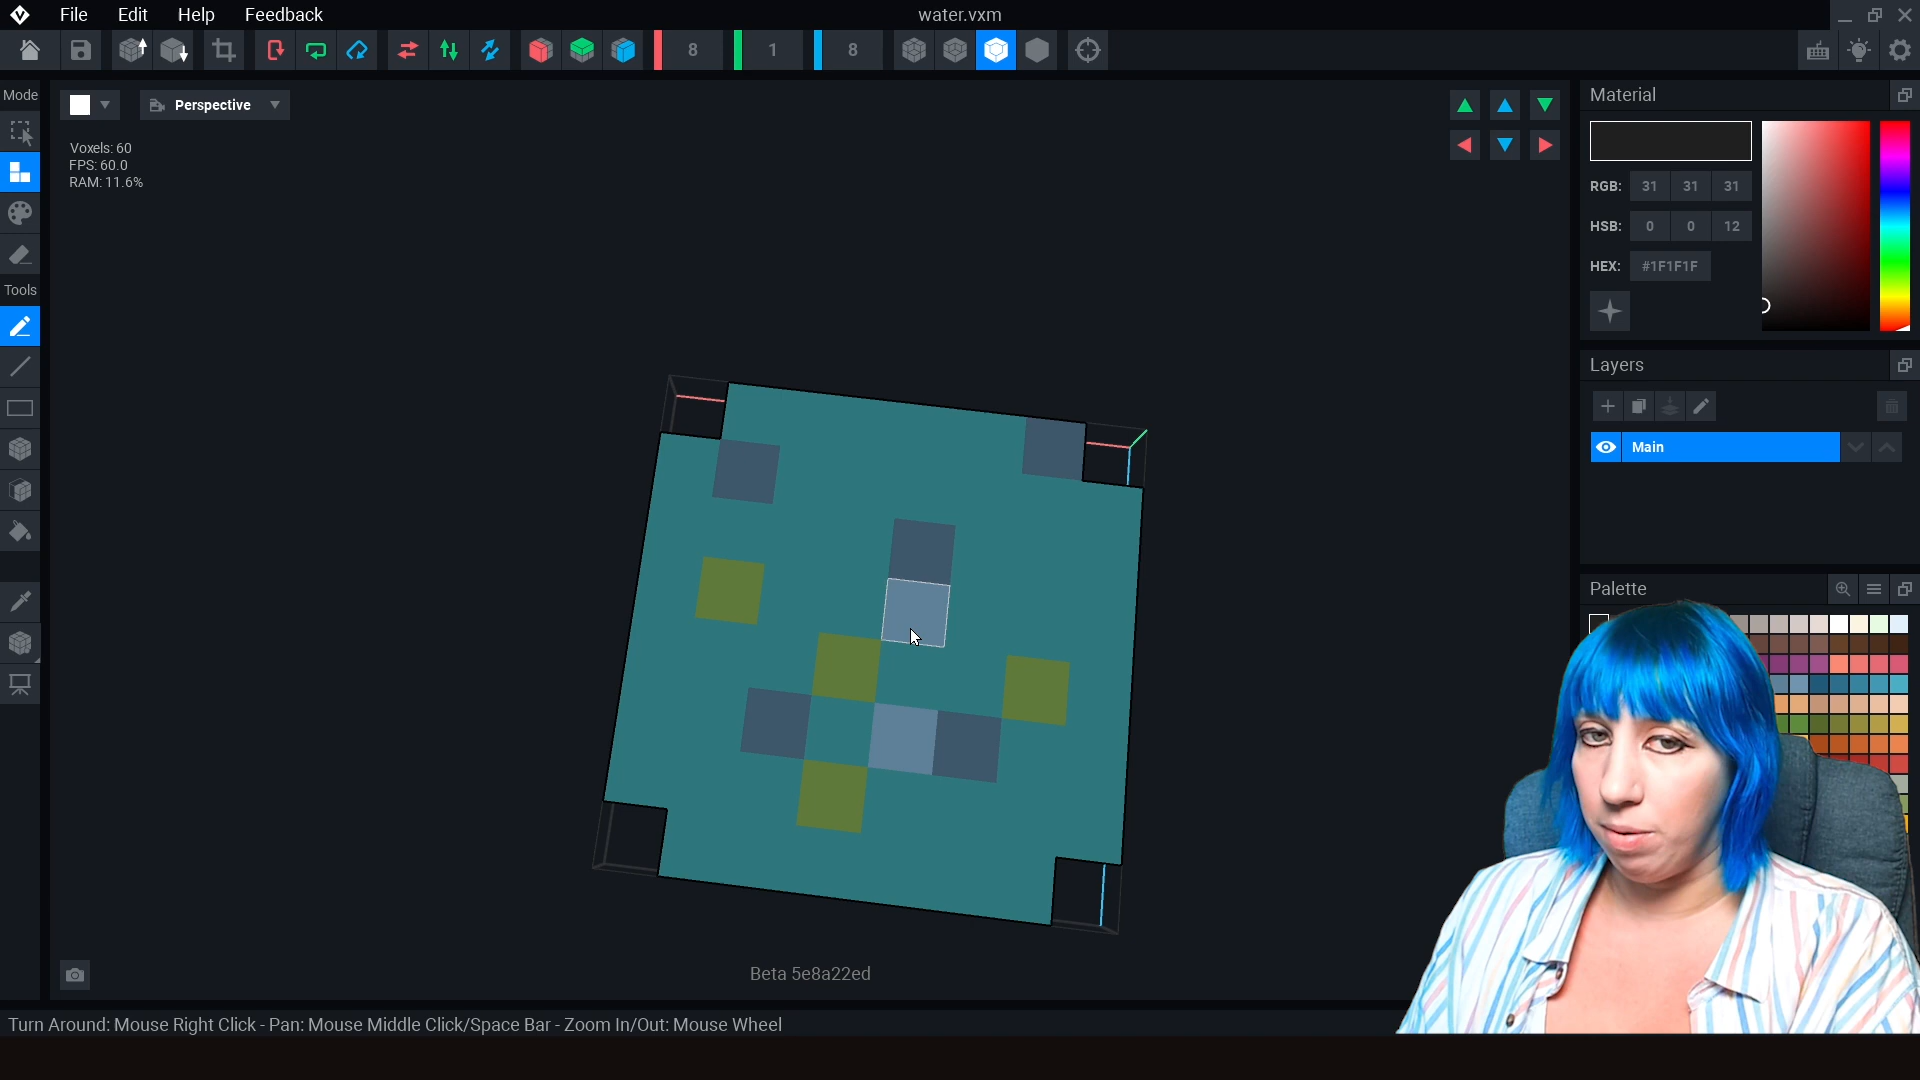 File Edit Help Feedback
water.vxm
8 1 8
Mode
Perspective
Voxels: 60
FPS: 60.0
RAM: 11.6%
Tools
Material
RGB: 31 31 31
HSB: 0 0 12
HEX: #1F1F1F
Layers
Main
Palette
Beta 5e8a22ed
Turn Around: Mouse Right Click - Pan: Mouse Middle Click/Space Bar - Zoom In/Out: Mouse Wheel